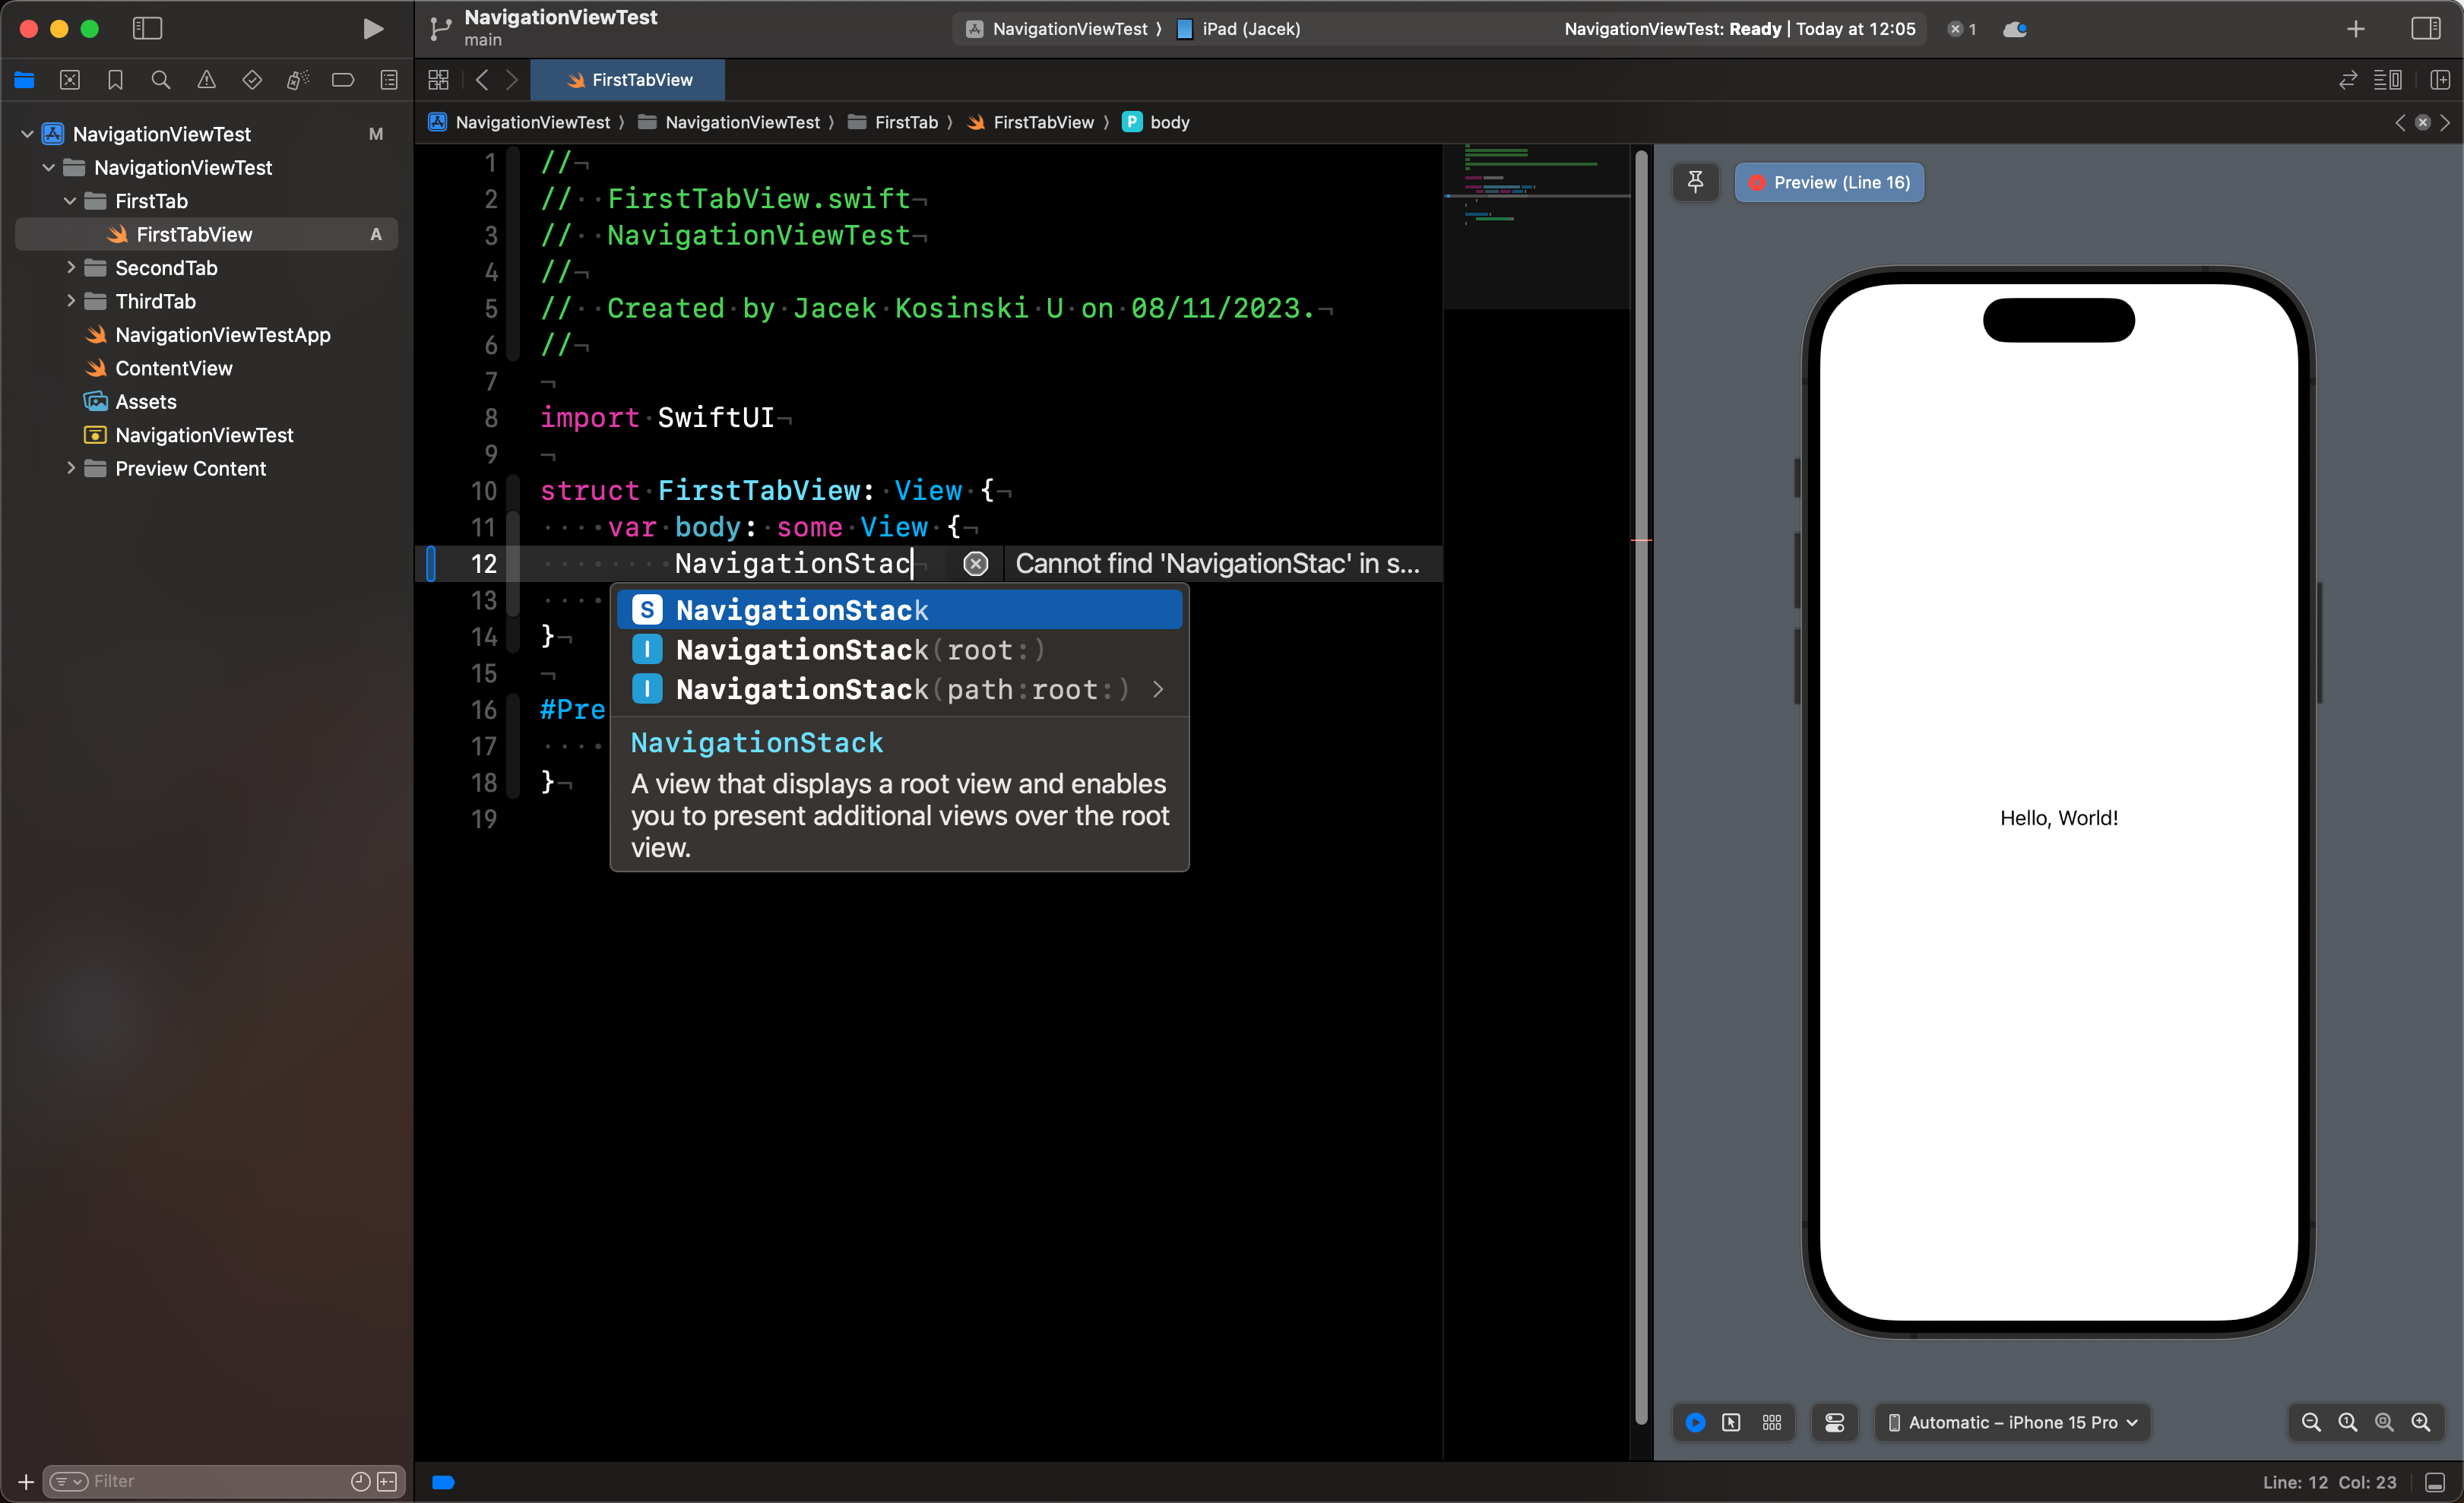 NavigationViewTest
main
NavigationViewTest 〉 iPad (Jacek)
NavigationViewTest: Ready | Today at 12:05
1
FirstTabView
NavigationViewTest 〉 NavigationViewTest 〉 FirstTab 〉 FirstTabView 〉 P body
NavigationViewTest M
NavigationViewTest
FirstTab
FirstTabView A
SecondTab
ThirdTab
NavigationViewTestApp
ContentView
Assets
NavigationViewTest
Preview Content
Filter
1 //
2 // FirstTabView.swift
3 // NavigationViewTest
4 //
5 // Created by Jacek Kosinski U on 08/11/2023.
6 //
7
8 import SwiftUI
9
10 struct FirstTabView: View {
11 var body: some View {
12 NavigationStac Cannot find 'NavigationStac' in s...
13
14 }
15
16 #Pre
17
18 }
19
S NavigationStack
I NavigationStack(root:)
I NavigationStack(path:root:)
NavigationStack
A view that displays a root view and enables
you to present additional views over the root
view.
Preview (Line 16)
Hello, World!
Automatic – iPhone 15 Pro
Line: 12 Col: 23